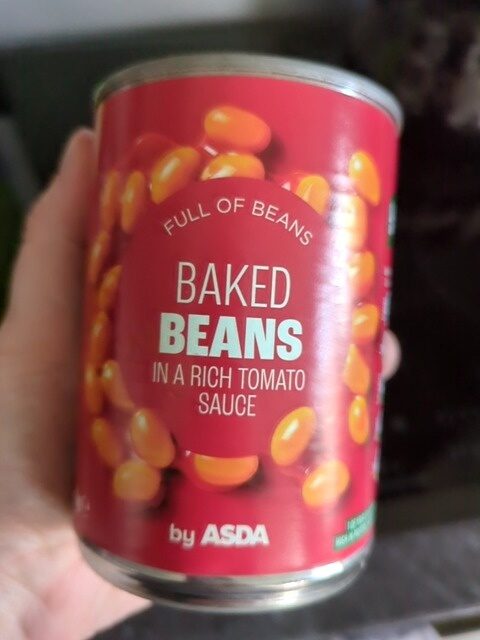 FULL OF BEANS
BAKED
BEANS
IN A RICH TOMATO
SAUCE
by ASDA